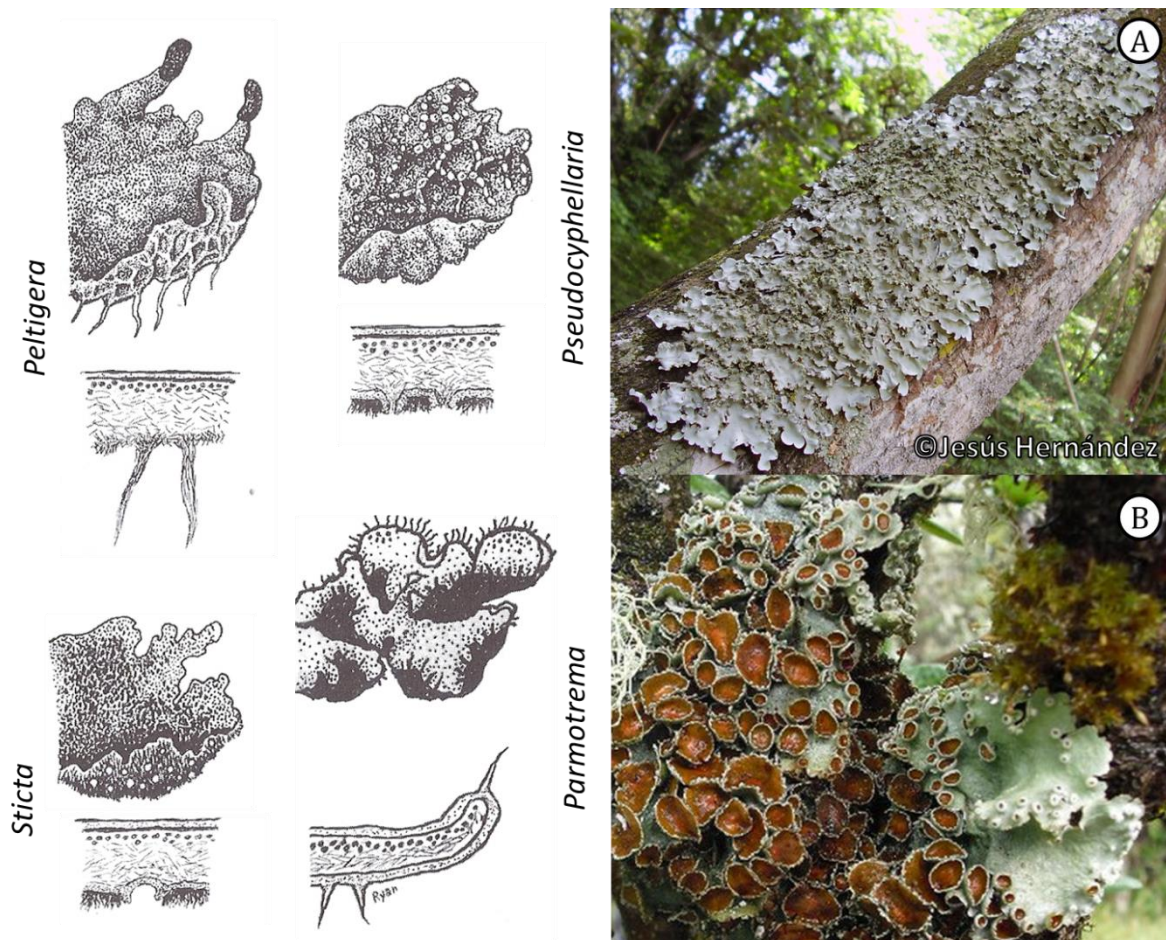 Peltigera
Pseudocyphellaria
Sticta
Parmotrema
Ryan
A
©Jesús Hernández
B